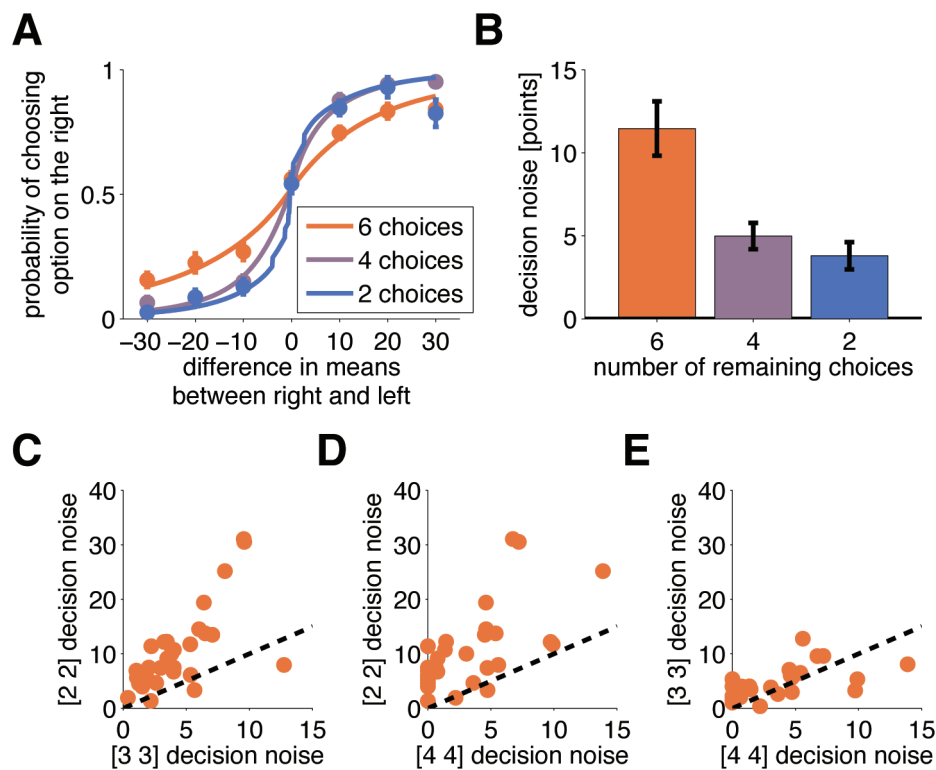 A
probability of choosing
option on the right
1
0.5
0
−30 −20 −10 0 10 20 30
difference in means
between right and left
6 choices
4 choices
2 choices
B
decision noise [points]
15
10
5
0
6 4 2
number of remaining choices
C
[2 2] decision noise
40
30
20
10
0
0 5 10 15
[3 3] decision noise
D
[2 2] decision noise
40
30
20
10
0
0 5 10 15
[4 4] decision noise
E
[3 3] decision noise
40
30
20
10
0
0 5 10 15
[4 4] decision noise